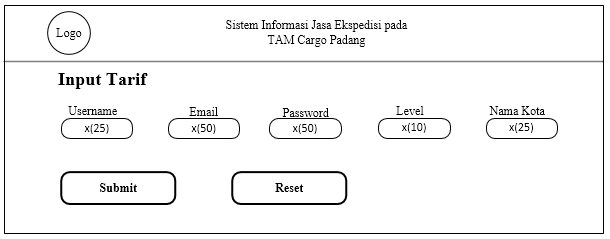 Logo
Sistem Informasi Jasa Ekspedisi pada
TAM Cargo Padang
Input Tarif
Username Email Password Level Nama Kota
x(25) x(50) x(50) x(10) x(25)
Submit Reset